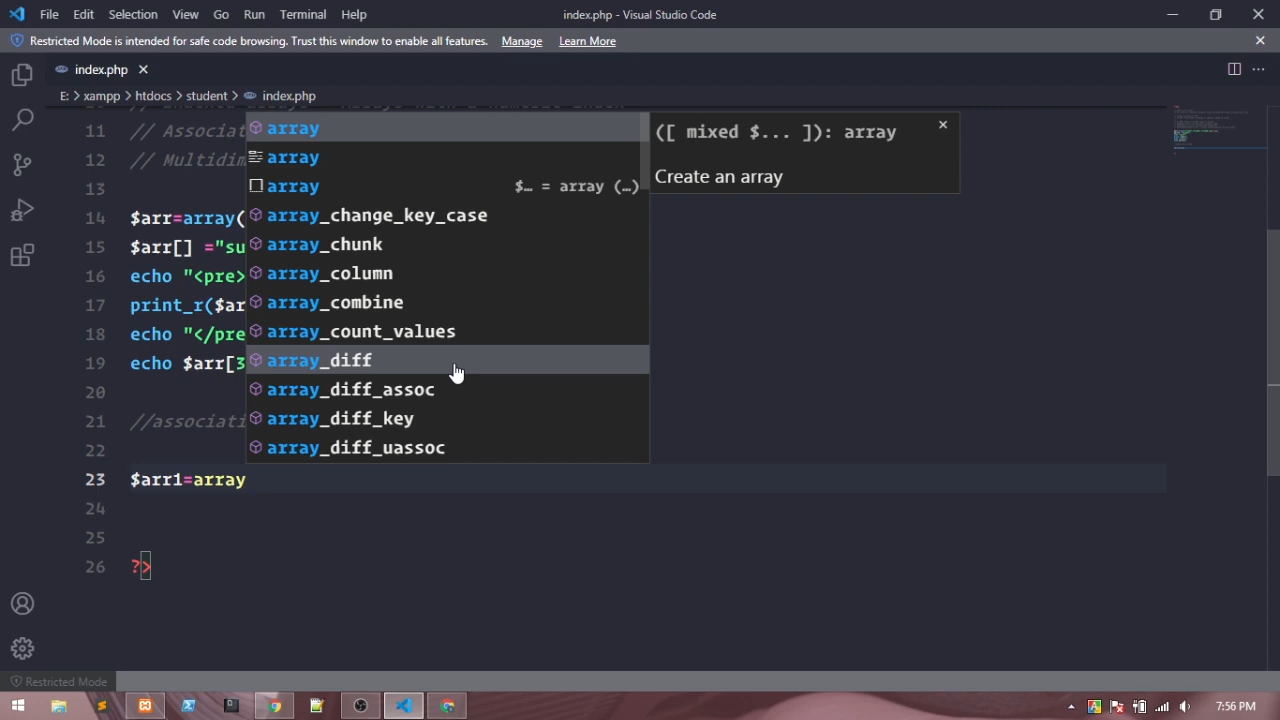 File Edit Selection View Go Run Terminal Help index.php - Visual Studio Code
Restricted Mode is intended for safe code browsing. Trust this window to enable all features. Manage Learn More
index.php
E: > xampp > htdocs > student > index.php
11 // Associat
12 // Multidim
13
14 $arr=array(
15 $arr[] ="su
16 echo "<pre>
17 print_r($ar
18 echo "</pre
19 echo $arr[3
20
21 //associati
22
23 $arr1=array
24
25
26 ?>
array
array
array $… = array (…)
array_change_key_case
array_chunk
array_column
array_combine
array_count_values
array_diff
array_diff_assoc
array_diff_key
array_diff_uassoc
([ mixed $... ]): array
Create an array
Restricted Mode
7:56 PM